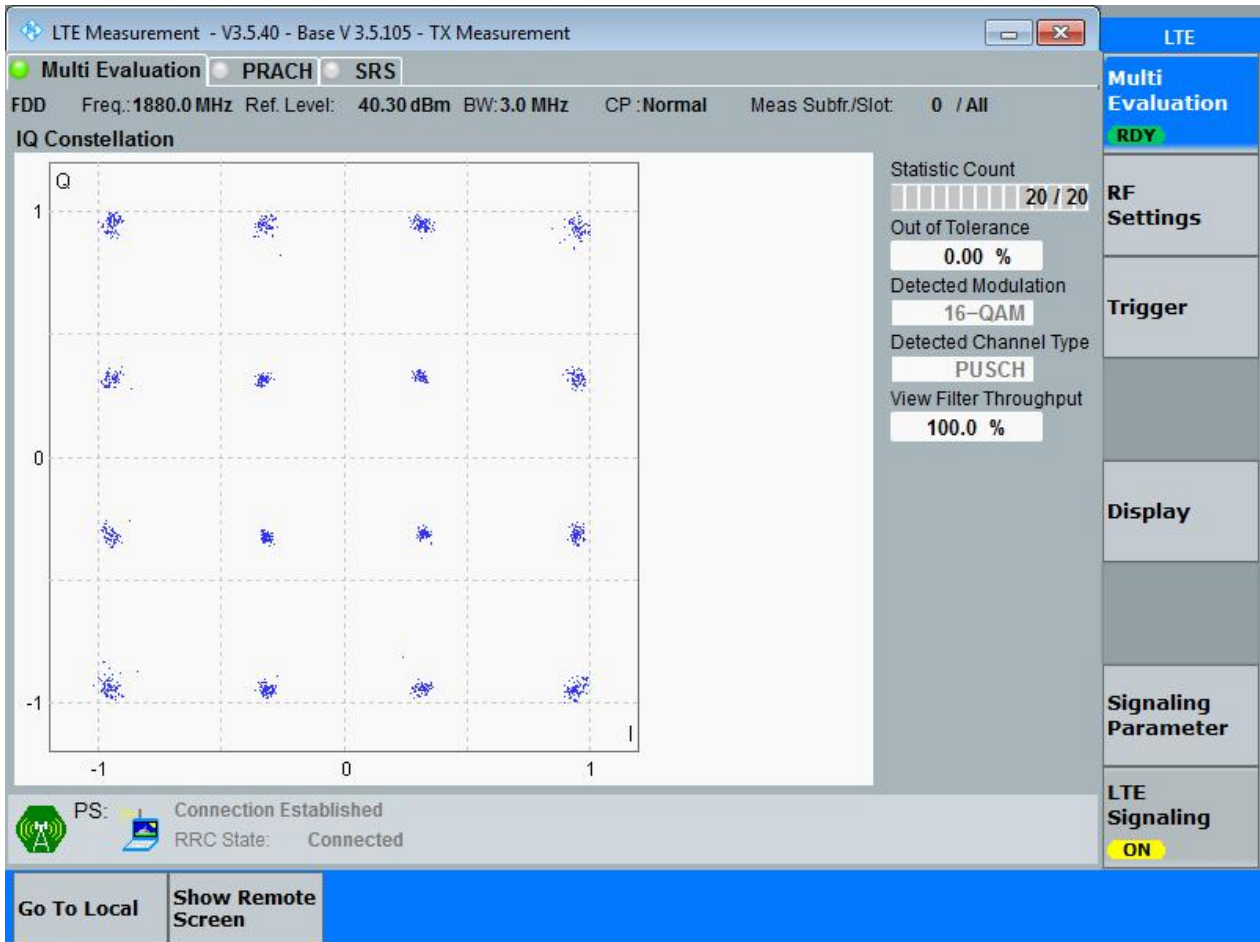 LTE Measurement - V3.5.40 - Base V 3.5.105 - TX Measurement
LTE
Multi Evaluation PRACH SRS
Multi
Evaluation
RDY
FDD Freq.:1880.0 MHz Ref. Level: 40.30 dBm BW:3.0 MHz CP :Normal Meas Subfr./Slot: 0 / All
IQ Constellation
Q
1
0
-1
I
-1 0 1
Statistic Count
20 / 20
Out of Tolerance
0.00 %
Detected Modulation
16-QAM
Detected Channel Type
PUSCH
View Filter Throughput
100.0 %
RF
Settings
Trigger
Display
Signaling
Parameter
LTE
Signaling
ON
PS: Connection Established
RRC State: Connected
Go To Local
Show Remote
Screen